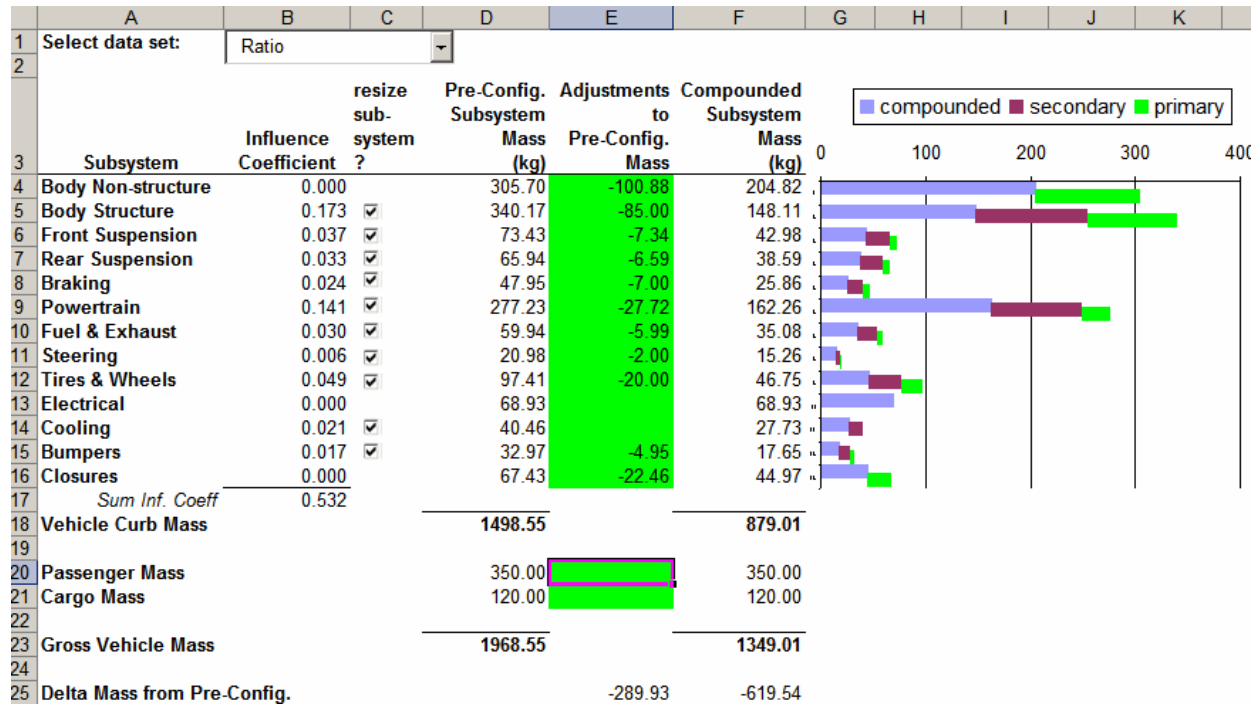 A B C D E F G H I J K
1 Select data set: Ratio
2
resize Pre-Config. Adjustments Compounded
sub- Subsystem to Subsystem
Influence system Mass Pre-Config. Mass
3 Subsystem Coefficient ? (kg) Mass (kg)
compounded secondary primary
0 100 200 300 400
4 Body Non-structure 0.000 305.70 -100.88 204.82
5 Body Structure 0.173 340.17 -85.00 148.11
6 Front Suspension 0.037 73.43 -7.34 42.98
7 Rear Suspension 0.033 65.94 -6.59 38.59
8 Braking 0.024 47.95 -7.00 25.86
9 Powertrain 0.141 277.23 -27.72 162.26
10 Fuel & Exhaust 0.030 59.94 -5.99 35.08
11 Steering 0.006 20.98 -2.00 15.26
12 Tires & Wheels 0.049 97.41 -20.00 46.75
13 Electrical 0.000 68.93 68.93
14 Cooling 0.021 40.46 27.73
15 Bumpers 0.017 32.97 -4.95 17.65
16 Closures 0.000 67.43 -22.46 44.97
17 Sum Inf. Coeff 0.532
18 Vehicle Curb Mass 1498.55 879.01
19
20 Passenger Mass 350.00 350.00
21 Cargo Mass 120.00 120.00
22
23 Gross Vehicle Mass 1968.55 1349.01
24
25 Delta Mass from Pre-Config. -289.93 -619.54